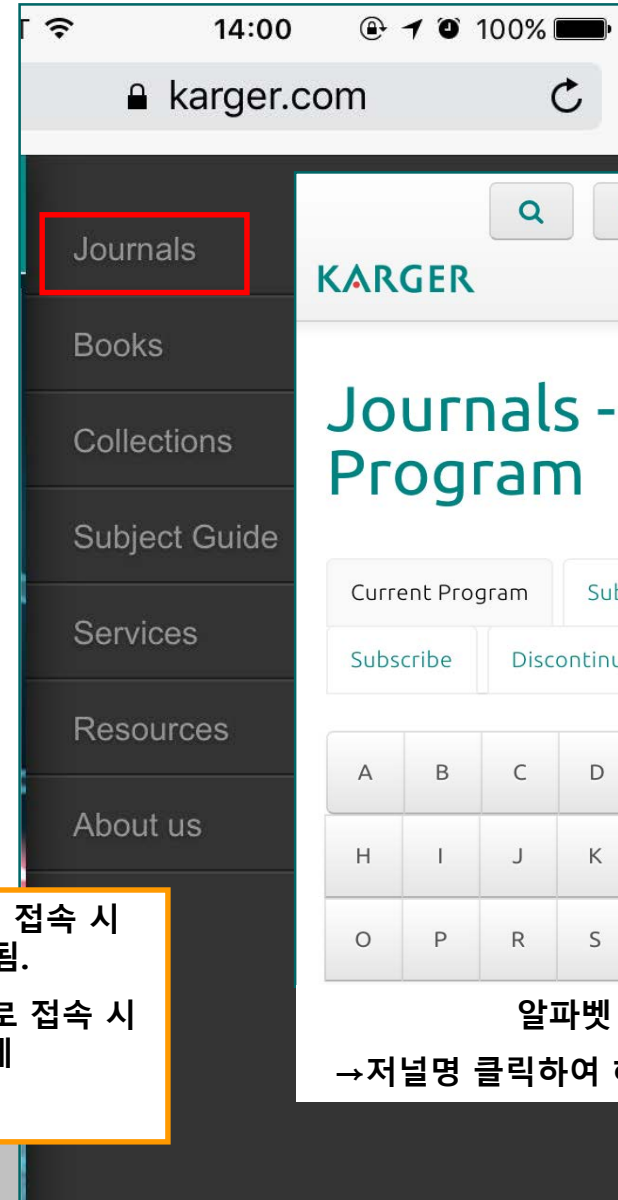 14:00
100%
karger.com
Journals
Books
Collections
Subject Guide
Services
Resources
About us
KARGER
Journals -
Program
Current Program
Subscribe
A B C D
H I J K
O P R S
접속 시
됨.
접속 시
알파벳
→저널명 클릭하여